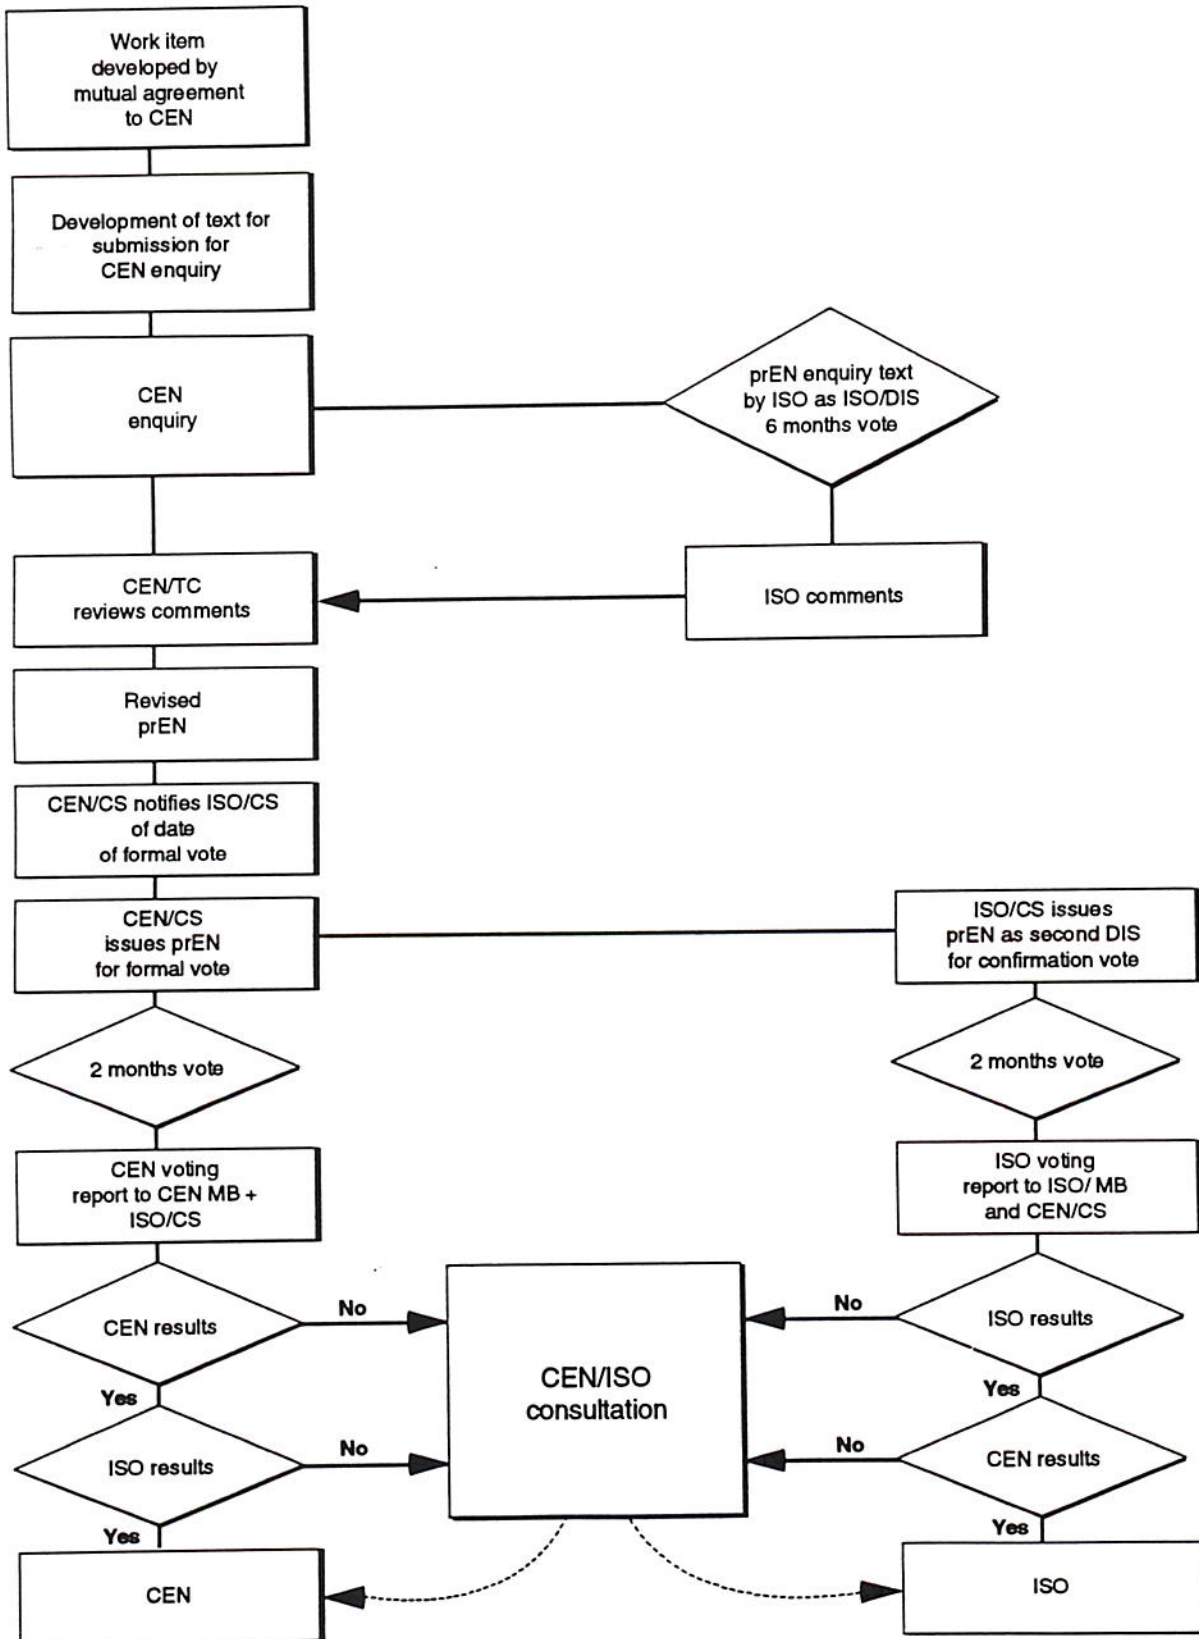 Work item
developed by
mutual agreement
to CEN
Development of text for
submission for
CEN enquiry
CEN
enquiry
prEN enquiry text
by ISO as ISO/DIS
6 months vote
CEN/TC
reviews comments
ISO comments
Revised
prEN
CEN/CS notifies ISO/CS
of date
of formal vote
CEN/CS
issues prEN
for formal vote
ISO/CS issues
prEN as second DIS
for confirmation vote
2 months vote
2 months vote
CEN voting
report to CEN MB +
ISO/CS
ISO voting
report to ISO/ MB
and CEN/CS
CEN results
No
Yes
ISO results
No
Yes
CEN/ISO
consultation
No
ISO results
Yes
No
CEN results
Yes
CEN
ISO